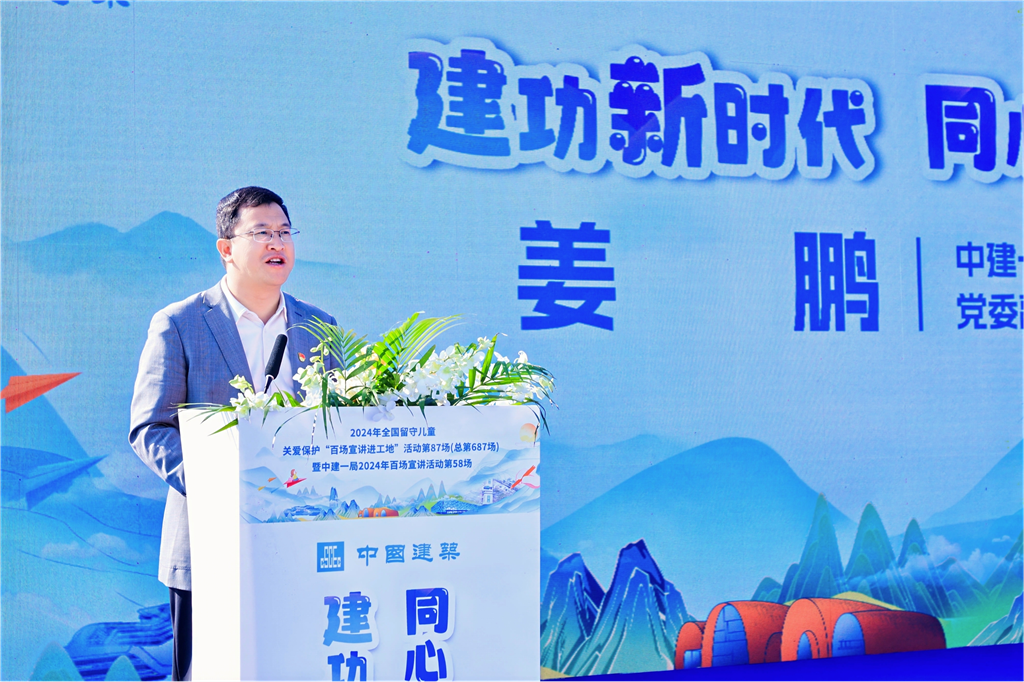 建功新时代 同
姜 鹏
中建
党委
2024年全国留守儿童
关爱保护“百场宣讲进工地”活动第87场(总第687场)
暨中建一局2024年百场宣讲活动第58场
中國建築
建功
同心